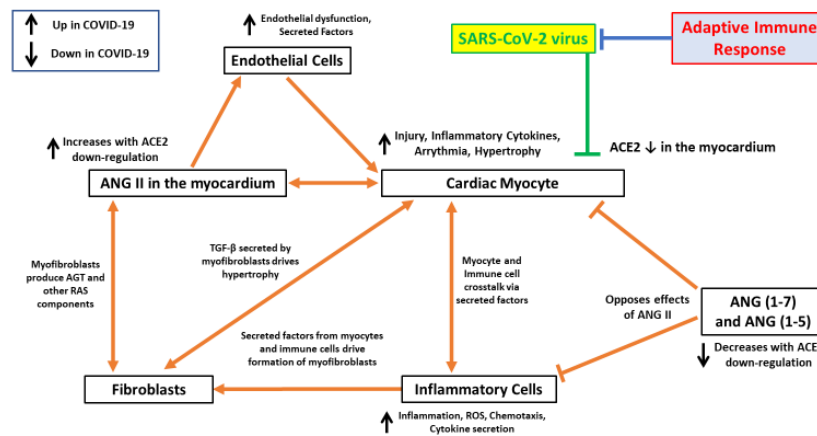 Up in COVID-19
Down in COVID-19
Endothelial dysfunction,
Secreted Factors
Endothelial Cells
SARS-CoV-2 virus
Adaptive Immune
Response
Increases with ACE2
down-regulation
ANG II in the myocardium
Injury, Inflammatory Cytokines,
Arrythmia, Hypertrophy
Cardiac Myocyte
ACE2 ↓ in the myocardium
Myofibroblasts
produce AGT and
other RAS
components
TGF-β secreted by
myofibroblasts drives
hypertrophy
Myocyte and
Immune cell
crosstalk via
secreted factors
Opposes effects
of ANG II
ANG (1-7)
and ANG (1-5)
Decreases with ACE
down-regulation
Secreted factors from myocytes
and immune cells drive
formation of myofibroblasts
Fibroblasts
Inflammatory Cells
Inflammation, ROS, Chemotaxis,
Cytokine secretion